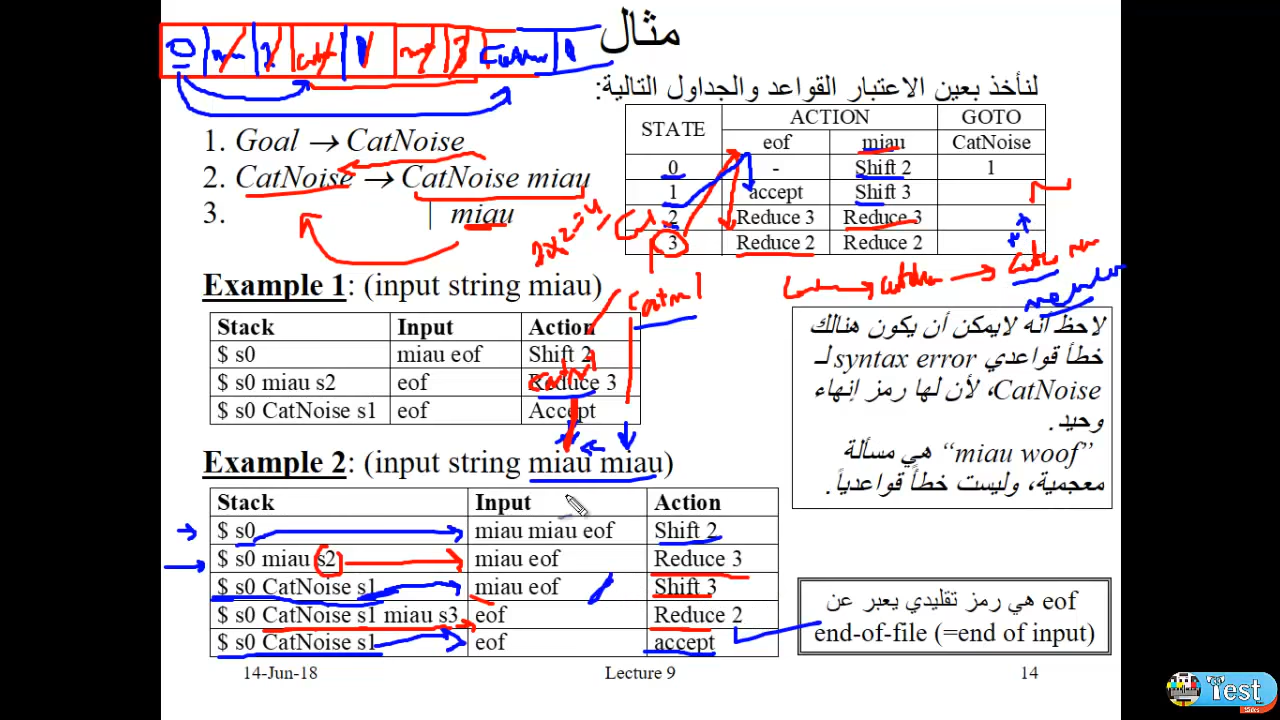 مثال
لنأخذ بعين الاعتبار القواعد والجداول التالية:
1. Goal → CatNoise
2. CatNoise → CatNoise miau
3. | miau
STATE ACTION GOTO
eof miau CatNoise
0 - Shift 2 1
1 accept Shift 3
2 Reduce 3 Reduce 3
3 Reduce 2 Reduce 2
Example 1: (input string miau)
Stack Input Action
$ s0 miau eof Shift 2
$ s0 miau s2 eof Reduce 3
$ s0 CatNoise s1 eof Accept
لاحظ أنه لايمكن أن يكون هنالك
خطأ قواعدي syntax error لـ
CatNoise، لأن لها رمز إنهاء
وحيد.
“miau woof” هي مسألة
معجمية، وليست خطأ قواعدياً.
Example 2: (input string miau miau)
Stack Input Action
$ s0 miau miau eof Shift 2
$ s0 miau s2 miau eof Reduce 3
$ s0 CatNoise s1 miau eof Shift 3
$ s0 CatNoise s1 miau s3 eof Reduce 2
$ s0 CatNoise s1 eof accept
eof هي رمز تقليدي يعبر عن
end-of-file (=end of input)
14-Jun-18 Lecture 9 14
Test